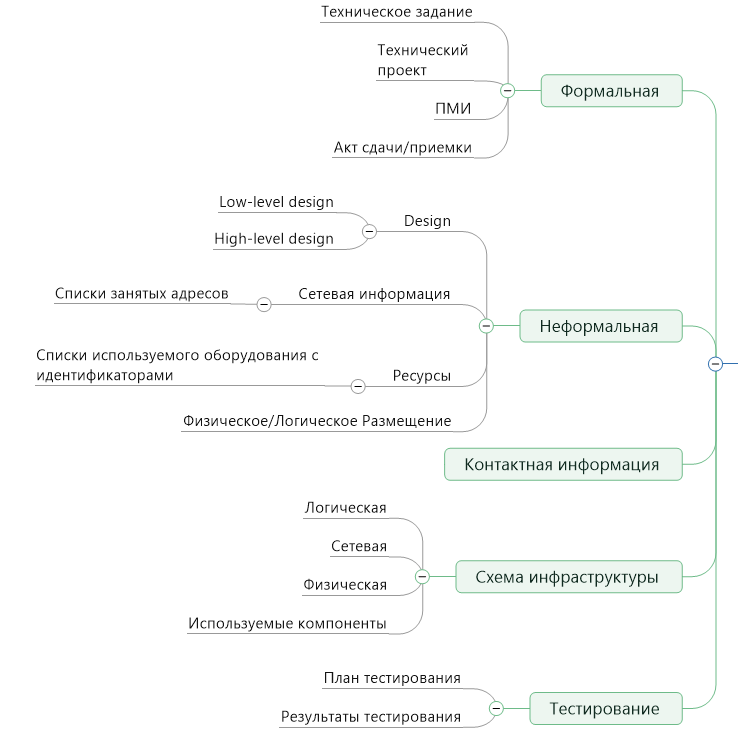 Техническое задание
Технический
проект
ПМИ
Акт сдачи/приемки
Формальная
Low-level design
High-level design
Design
Списки занятых адресов
Сетевая информация
Списки используемого оборудования с
идентификаторами
Ресурсы
Физическое/Логическое Размещение
Неформальная
Контактная информация
Логическая
Сетевая
Физическая
Используемые компоненты
Схема инфраструктуры
План тестирования
Результаты тестирования
Тестирование